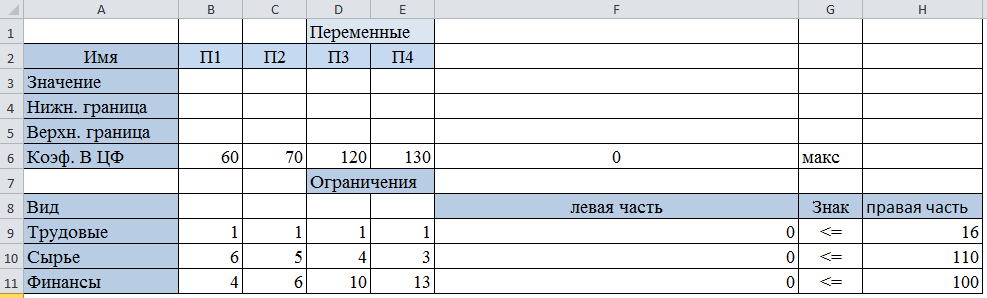 A B C D E F G H
1 Переменные
2 Имя П1 П2 П3 П4
3 Значение
4 Нижн. граница
5 Верхн. граница
6 Коэф. В ЦФ 60 70 120 130 0 макс
7 Ограничения
8 Вид левая часть Знак правая часть
9 Трудовые 1 1 1 1 0 <= 16
10 Сырье 6 5 4 3 0 <= 110
11 Финансы 4 6 10 13 0 <= 100